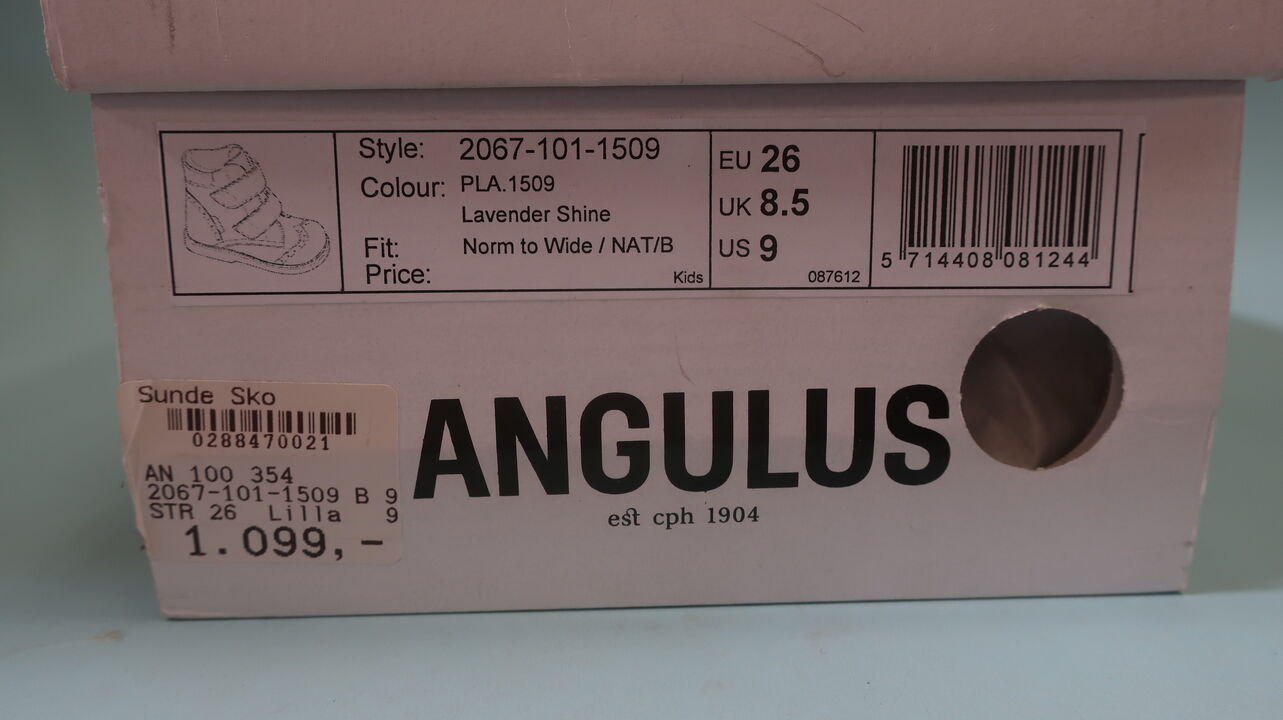 Style: 2067-101-1509
Colour: PLA.1509
Lavender Shine
Fit: Norm to Wide / NAT/B
Price:
Kids
EU 26
UK 8.5
US 9
087612
5 714408 081244
Sunde Sko
0288470021
AN 100 354
2067-101-1509 B 9
STR 26 Lilla 9
1.099,-
ANGULUS
est cph 1904